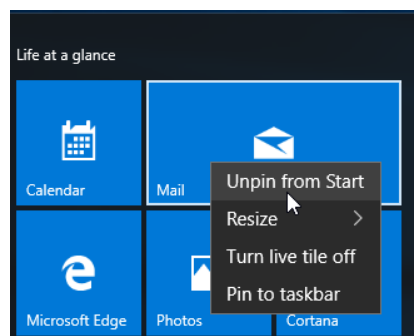 Life at a glance
Calendar
Mail
Unpin from Start
Resize
Turn live tile off
Pin to taskbar
Microsoft Edge
Photos
Cortana